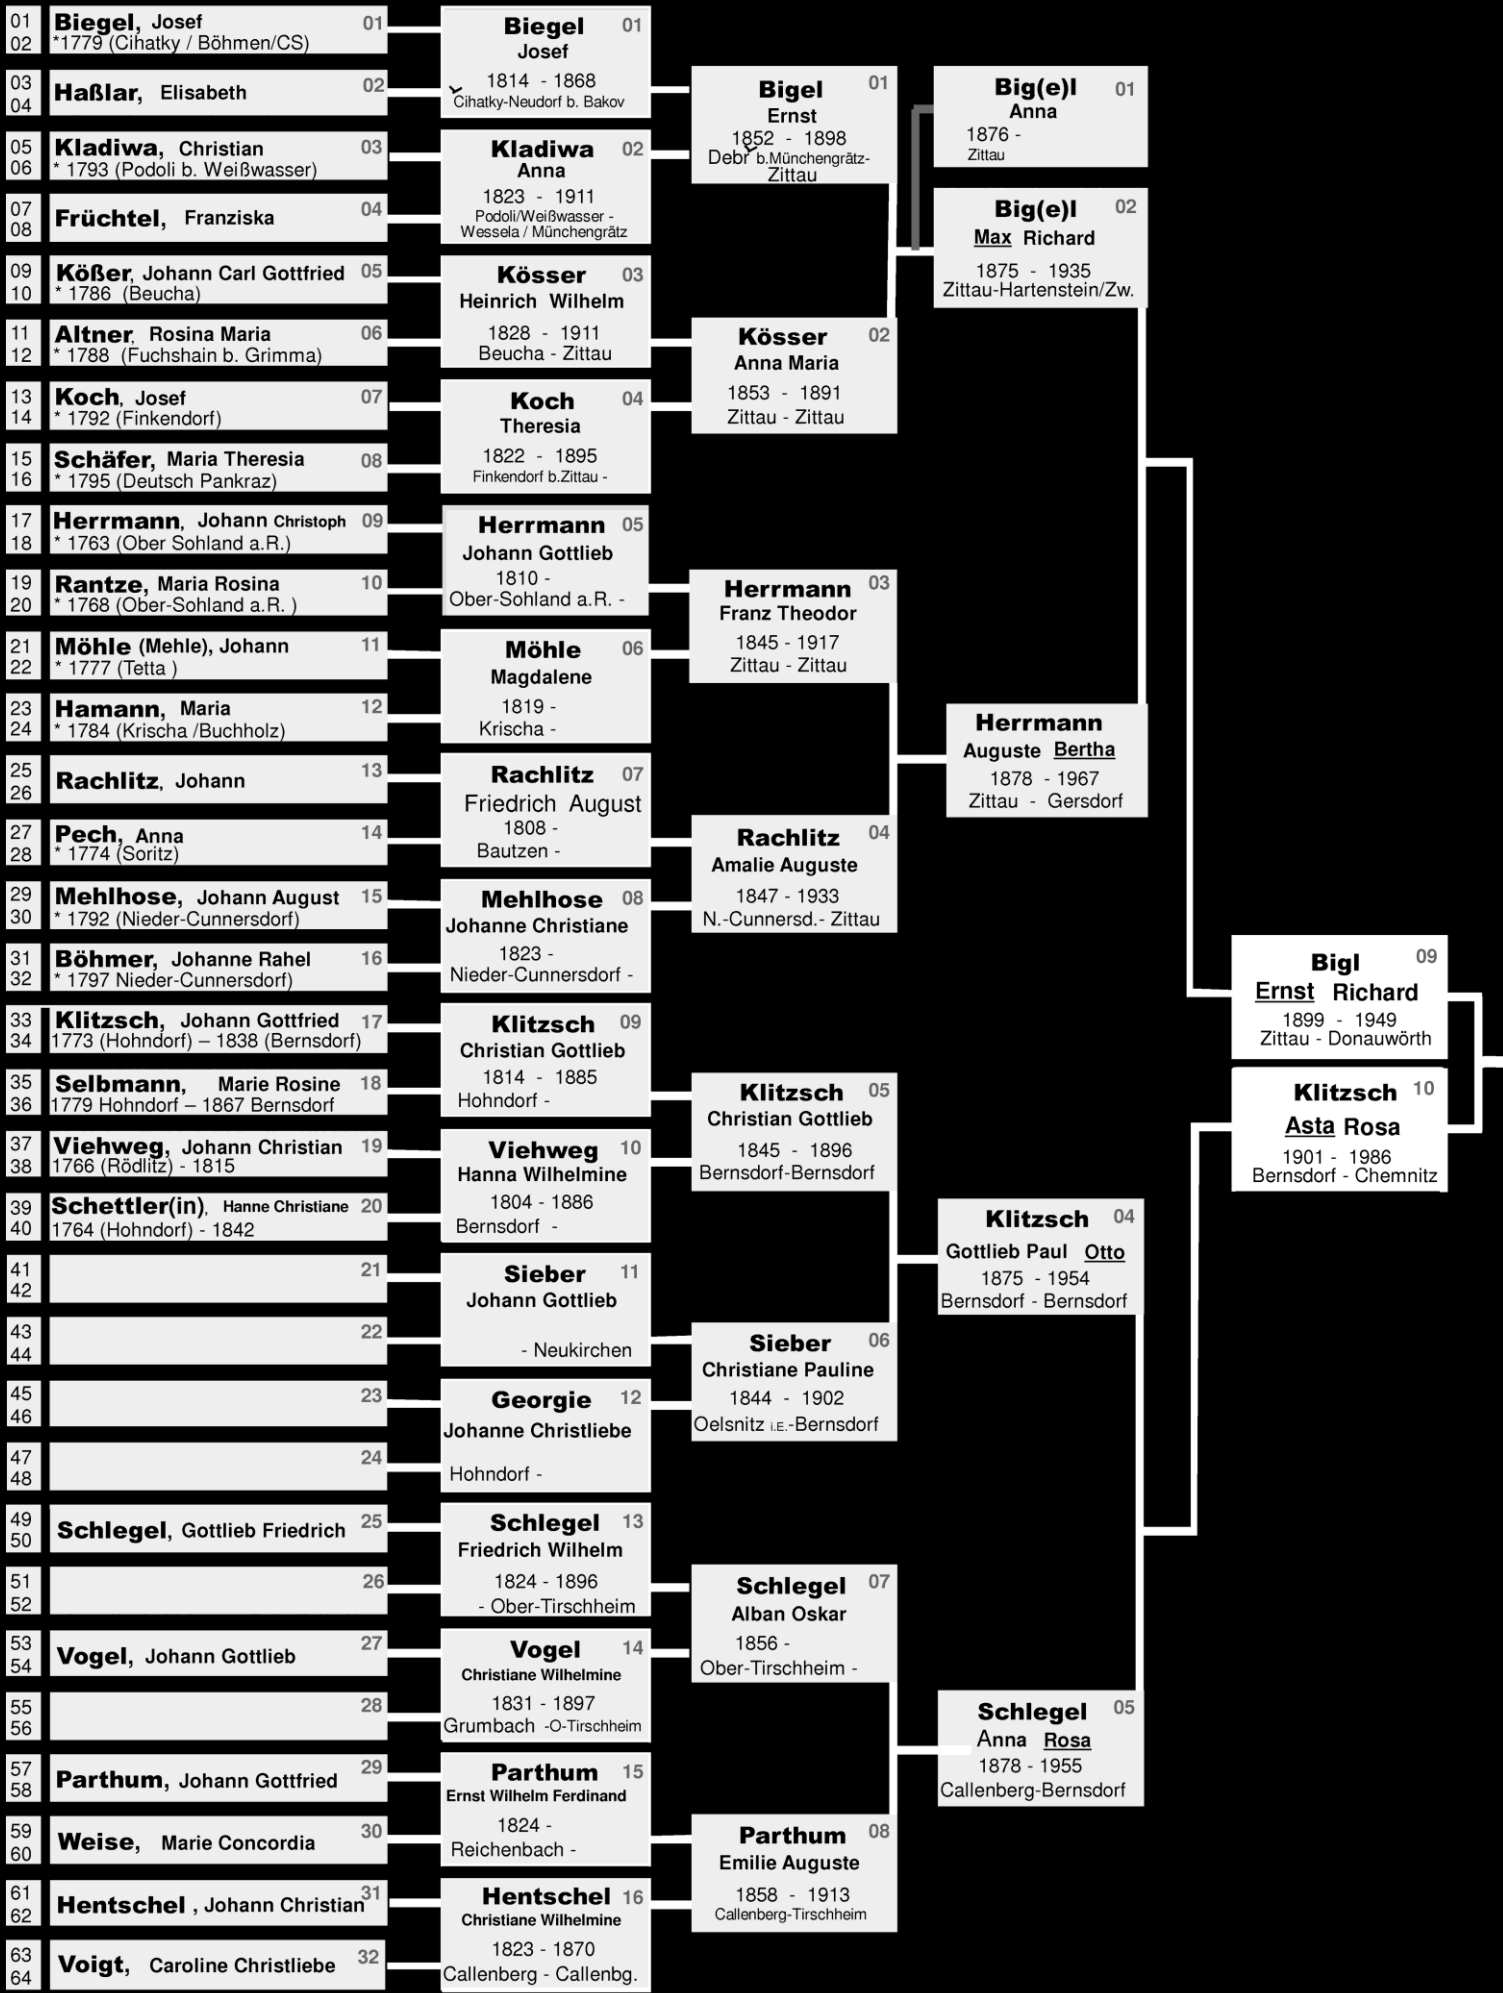 01
02
Biegel, Josef 01
*1779 (Cihatky / Böhmen/CS)
03
04
Haßlar, Elisabeth 02
05
06
Kladiwa, Christian 03
* 1793 (Podoli b. Weißwasser)
07
08
Früchtel, Franziska 04
09
10
Kößer, Johann Carl Gottfried 05
* 1786 (Beucha)
11
12
Altner, Rosina Maria 06
* 1788 (Fuchshain b. Grimma)
13
14
Koch, Josef 07
* 1792 (Finkendorf)
15
16
Schäfer, Maria Theresia 08
* 1795 (Deutsch Pankraz)
17
18
Herrmann, Johann Christoph 09
* 1763 (Ober Sohland a.R.)
19
20
Rantze, Maria Rosina 10
* 1768 (Ober-Sohland a.R. )
21
22
Möhle (Mehle), Johann 11
* 1777 (Tetta )
23
24
Hamann, Maria 12
* 1784 (Krischa /Buchholz)
25
26
Rachlitz, Johann 13
27
28
Pech, Anna 14
* 1774 (Soritz)
29
30
Mehlhose, Johann August 15
* 1792 (Nieder-Cunnersdorf)
31
32
Böhmer, Johanne Rahel 16
* 1797 Nieder-Cunnersdorf)
33
34
Klitzsch, Johann Gottfried 17
1773 (Hohndorf) – 1838 (Bernsdorf)
35
36
Selbmann, Marie Rosine 18
1779 Hohndorf – 1867 Bernsdorf
37
38
Viehweg, Johann Christian 19
1766 (Rödlitz) - 1815
39
40
Schettler(in), Hanne Christiane 20
1764 (Hohndorf) - 1842
41
42
21
43
44
22
45
46
23
47
48
24
49
50
Schlegel, Gottlieb Friedrich 25
51
52
26
53
54
Vogel, Johann Gottlieb 27
55
56
28
57
58
Parthum, Johann Gottfried 29
59
60
Weise, Marie Concordia 30
61
62
Hentschel , Johann Christian 31
63
64
Voigt, Caroline Christliebe 32
Biegel 01
Josef
1814 - 1868
Cihatky-Neudorf b. Bakov
Kladiwa 02
Anna
1823 - 1911
Podoli/Weißwasser -
Wessela / Münchengrätz
Kösser 03
Heinrich Wilhelm
1828 - 1911
Beucha - Zittau
Koch 04
Theresia
1822 - 1895
Finkendorf b.Zittau -
Herrmann 05
Johann Gottlieb
1810 -
Ober-Sohland a.R. -
Möhle 06
Magdalene
1819 -
Krischa -
Rachlitz 07
Friedrich August
1808 -
Bautzen -
Mehlhose 08
Johanne Christiane
1823 -
Nieder-Cunnersdorf -
Klitzsch 09
Christian Gottlieb
1814 - 1885
Hohndorf -
Viehweg 10
Hanna Wilhelmine
1804 - 1886
Bernsdorf -
Sieber 11
Johann Gottlieb
- Neukirchen
Georgie 12
Johanne Christliebe
Hohndorf -
Schlegel 13
Friedrich Wilhelm
1824 - 1896
- Ober-Tirschheim
Vogel 14
Christiane Wilhelmine
1831 - 1897
Grumbach -O-Tirschheim
Parthum 15
Ernst Wilhelm Ferdinand
1824 -
Reichenbach -
Hentschel 16
Christiane Wilhelmine
1823 - 1870
Callenberg - Callenbg.
Bigel 01
Ernst
1852 - 1898
Debř b.Münchengrätz-
Zittau
Kösser 02
Anna Maria
1853 - 1891
Zittau - Zittau
Herrmann 03
Franz Theodor
1845 - 1917
Zittau - Zittau
Rachlitz 04
Amalie Auguste
1847 - 1933
N.-Cunnersd.- Zittau
Klitzsch 05
Christian Gottlieb
1845 - 1896
Bernsdorf-Bernsdorf
Sieber 06
Christiane Pauline
1844 - 1902
Oelsnitz i.E.-Bernsdorf
Schlegel 07
Alban Oskar
1856 -
Ober-Tirschheim -
Parthum 08
Emilie Auguste
1858 - 1913
Callenberg-Tirschheim
Big(e)l 01
Anna
1876 -
Zittau
Big(e)l 02
Max Richard
1875 - 1935
Zittau-Hartenstein/Zw.
Herrmann
Auguste Bertha
1878 - 1967
Zittau - Gersdorf
Klitzsch 04
Gottlieb Paul Otto
1875 - 1954
Bernsdorf - Bernsdorf
Schlegel 05
Anna Rosa
1878 - 1955
Callenberg-Bernsdorf
Bigl 09
Ernst Richard
1899 - 1949
Zittau - Donauwörth
Klitzsch 10
Asta Rosa
1901 - 1986
Bernsdorf - Chemnitz